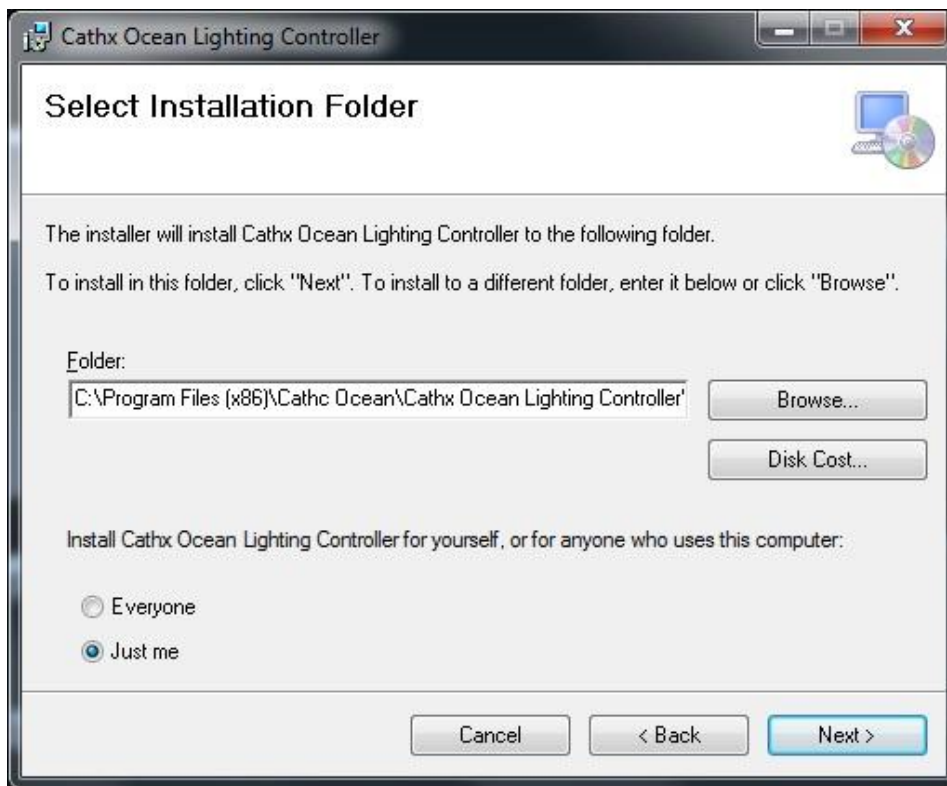 Cathx Ocean Lighting Controller
Select Installation Folder
The installer will install Cathx Ocean Lighting Controller to the following folder.
To install in this folder, click "Next". To install to a different folder, enter it below or click "Browse".
Folder:
C:\Program Files (x86)\Cathc Ocean\Cathx Ocean Lighting Controller\
Browse...
Disk Cost...
Install Cathx Ocean Lighting Controller for yourself, or for anyone who uses this computer:
Everyone
Just me
Cancel
< Back
Next >